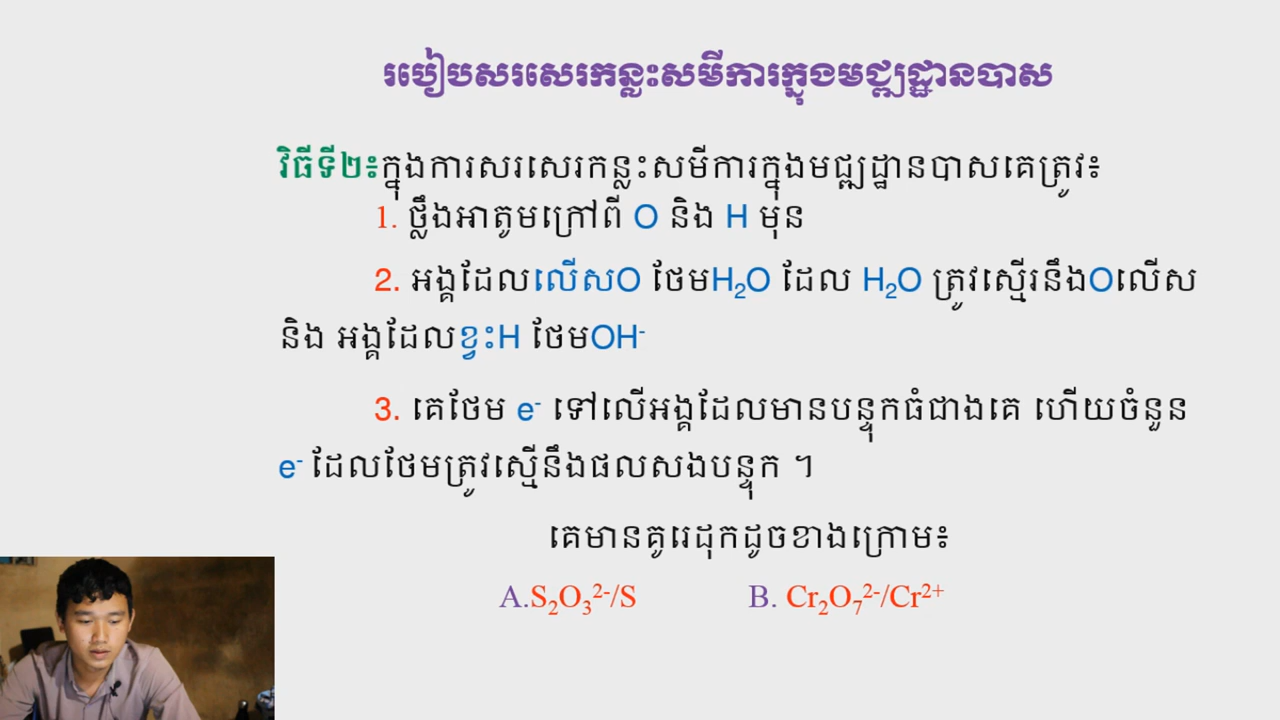 របៀបសរសេរកន្លះសមីការក្នុងមជ្ឈដ្ឋានបាស
វិធីទី២៖ក្នុងការសរសេរកន្លះសមីការក្នុងមជ្ឈដ្ឋានបាសគេត្រូវ៖
1. ថ្លឹងអាតូមក្រៅពី O និង H មុន
2. អង្គដែលលើសO ថែមH₂O ដែល H₂O ត្រូវស្មើរនឹងOលើស
និង អង្គដែលខ្វះH ថែមOH⁻
3. គេថែម e⁻ ទៅលើអង្គដែលមានបន្ទុកធំជាងគេ ហើយចំនួន
e⁻ ដែលថែមត្រូវស្មើនឹងផលសងបន្ទុក ។
គេមានគូរេដុកដូចខាងក្រោម៖
A.S₂O₃²⁻/S B. Cr₂O₇²⁻/Cr²⁺